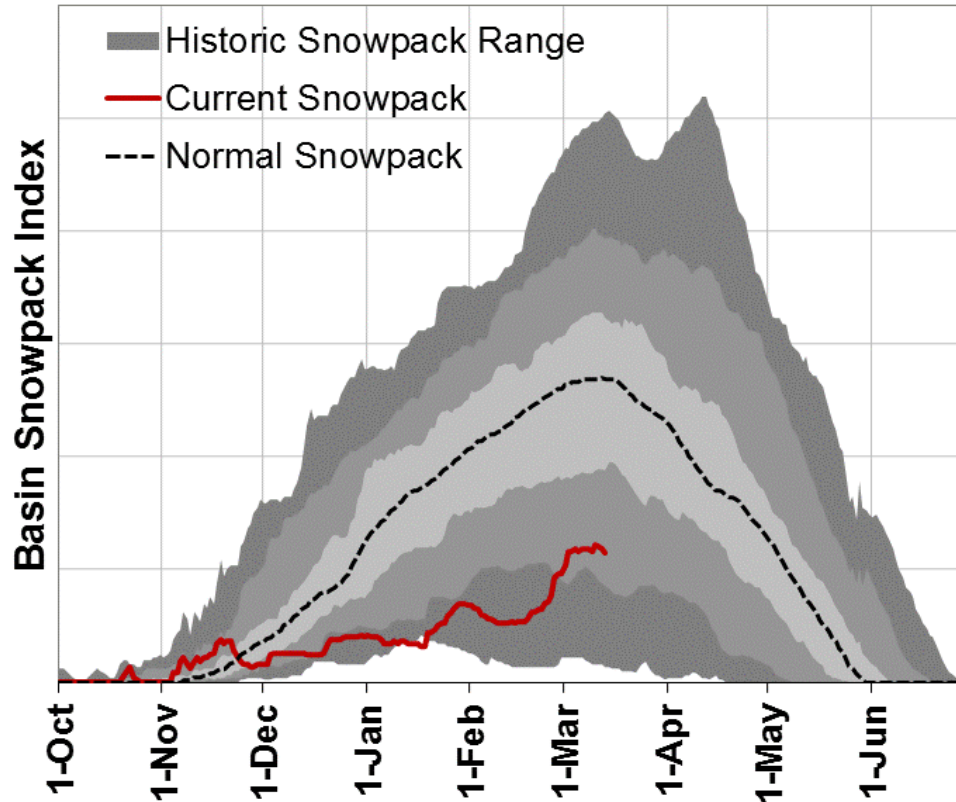 Historic Snowpack Range
Current Snowpack
Normal Snowpack
Basin Snowpack Index
1-Oct
1-Nov
1-Dec
1-Jan
1-Feb
1-Mar
1-Apr
1-May
1-Jun